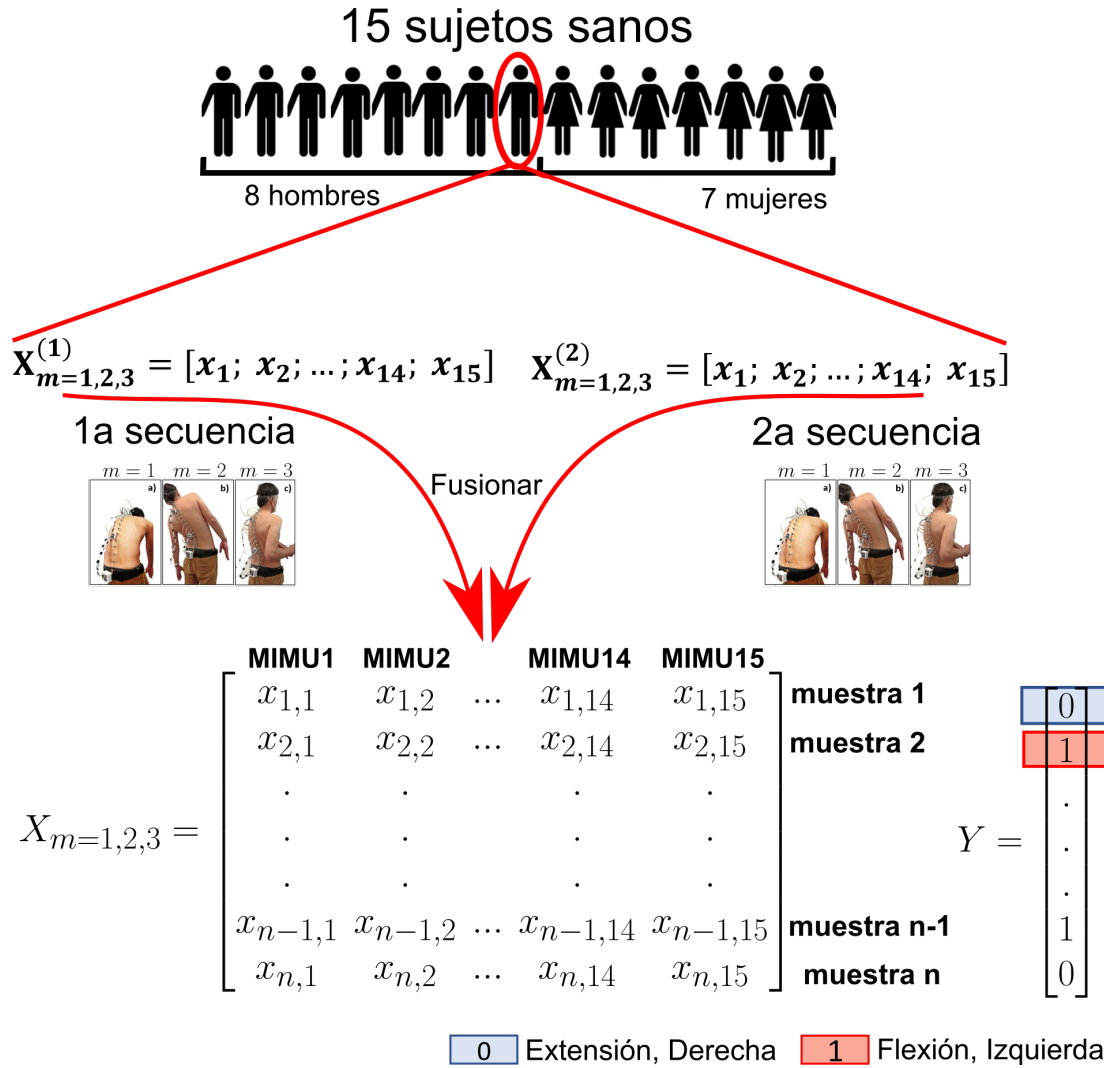 15 sujetos sanos
8 hombres
7 mujeres
X^{(1)}_{m=1,2,3} = [x_1; x_2; ...; x_14; x_15]
X^{(2)}_{m=1,2,3} = [x_1; x_2; ...; x_14; x_15]
1a secuencia
2a secuencia
m = 1 m = 2 m = 3
a) b) c)
Fusionar
m = 1 m = 2 m = 3
a) b) c)
MIMU1 MIMU2 MIMU14 MIMU15
x_{1,1} x_{1,2} ... x_{1,14} x_{1,15} muestra 1 0
x_{2,1} x_{2,2} ... x_{2,14} x_{2,15} muestra 2 1
. . . . .
X_{m=1,2,3} = . . . . Y = .
. . . . .
x_{n-1,1} x_{n-1,2} ... x_{n-1,14} x_{n-1,15} muestra n-1 1
x_{n,1} x_{n,2} ... x_{n,14} x_{n,15} muestra n 0
0 Extensión, Derecha 1 Flexión, Izquierda